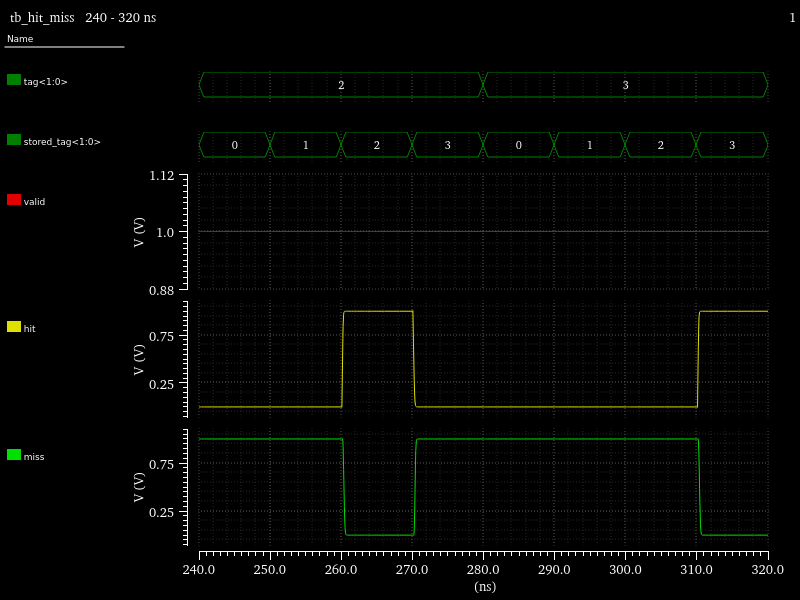 tb_hit_miss 240 - 320 ns 1
Name
tag<1:0>
2 3
stored_tag<1:0>
0 1 2 3 0 1 2 3
valid
V (V)
1.12
1.0
0.88
hit
V (V)
0.75
0.25
miss
V (V)
0.75
0.25
240.0 250.0 260.0 270.0 280.0 290.0 300.0 310.0 320.0
(ns)